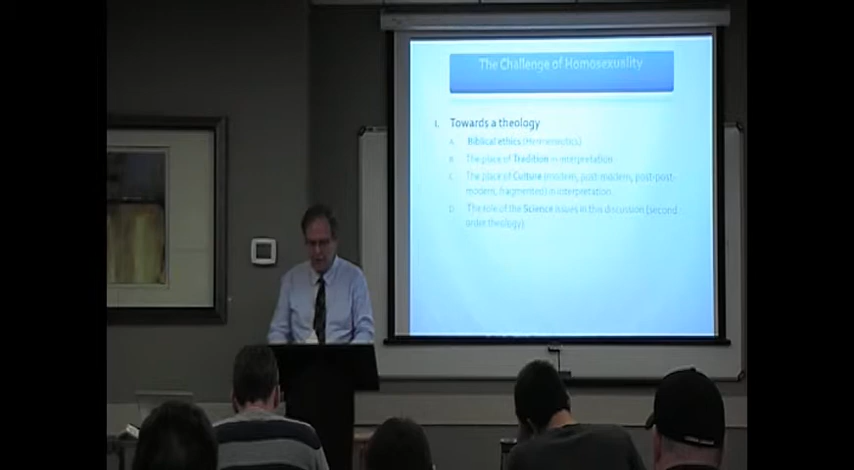 The Challenge of Homosexuality
I. Towards a theology
A. Biblical ethics (Hermeneutics)
B. The place of Tradition in interpretation
C. The place of Culture (modern, post-modern, post-post-
modern, fragmented) in interpretation.
D. The role of the Science issues in this discussion (second
order theology)